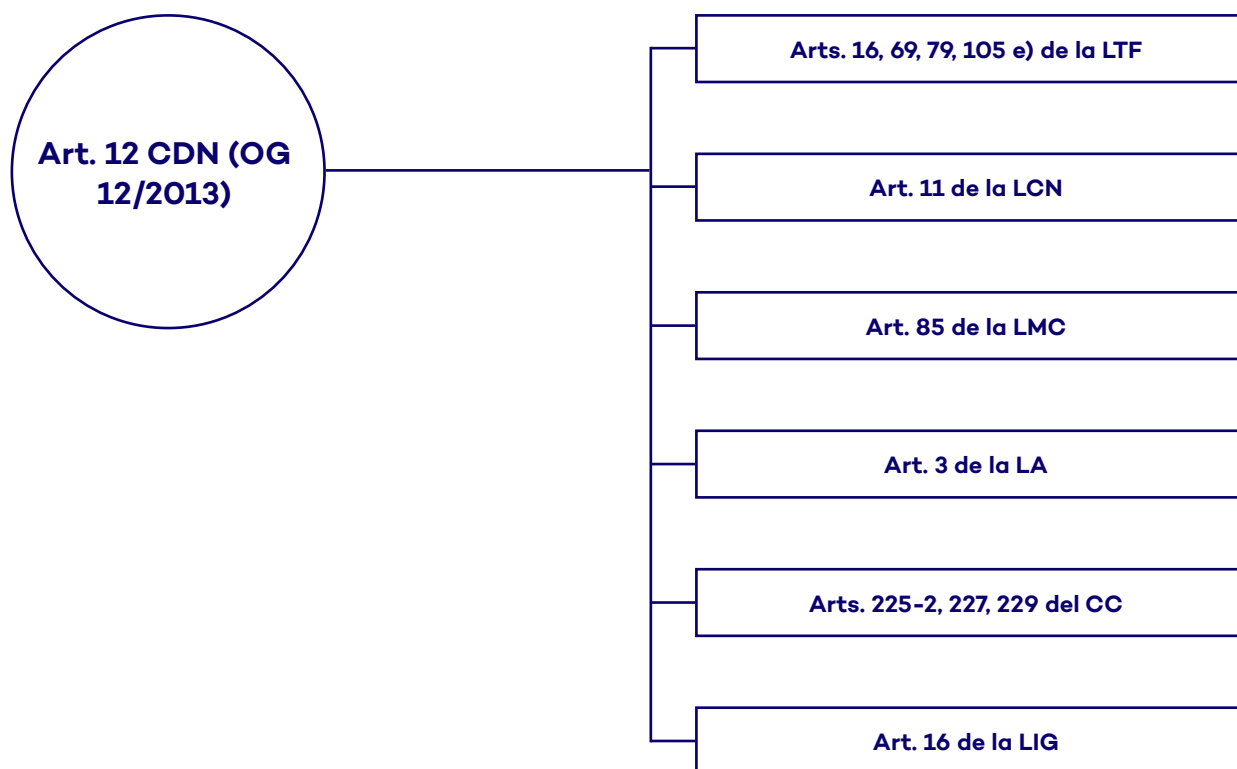 Art. 12 CDN (OG
12/2013)
Arts. 16, 69, 79, 105 e) de la LTF
Art. 11 de la LCN
Art. 85 de la LMC
Art. 3 de la LA
Arts. 225-2, 227, 229 del CC
Art. 16 de la LIG